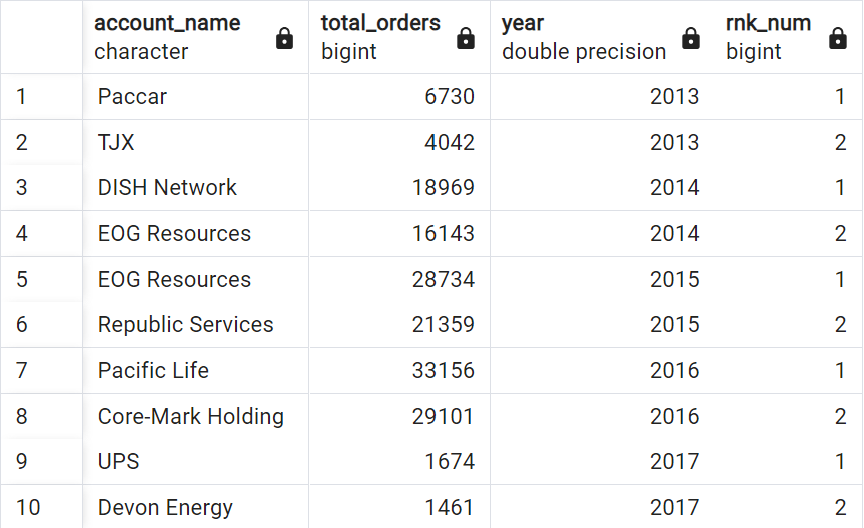 account_name total_orders year rnk_num
character bigint double precision bigint
1 Paccar 6730 2013 1
2 TJX 4042 2013 2
3 DISH Network 18969 2014 1
4 EOG Resources 16143 2014 2
5 EOG Resources 28734 2015 1
6 Republic Services 21359 2015 2
7 Pacific Life 33156 2016 1
8 Core-Mark Holding 29101 2016 2
9 UPS 1674 2017 1
10 Devon Energy 1461 2017 2